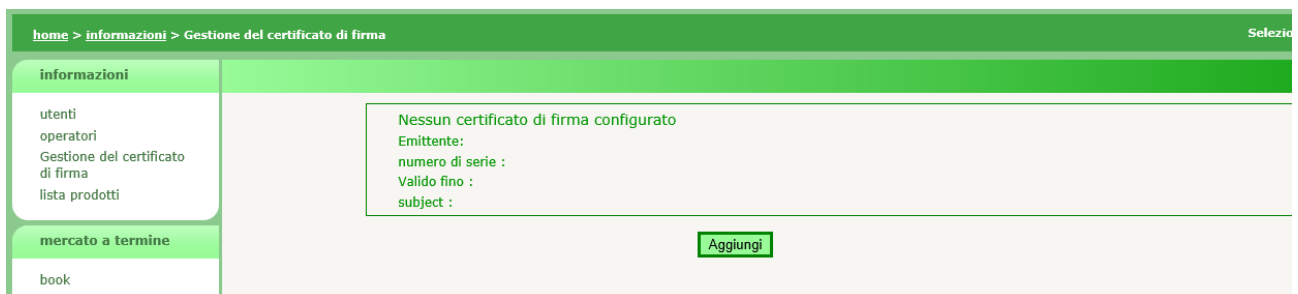 home > informazioni > Gestione del certificato di firma
Selezio
informazioni
utenti
operatori
Gestione del certificato
di firma
lista prodotti
mercato a termine
book
Nessun certificato di firma configurato
Emittente:
numero di serie :
Valido fino :
subject :
Aggiungi